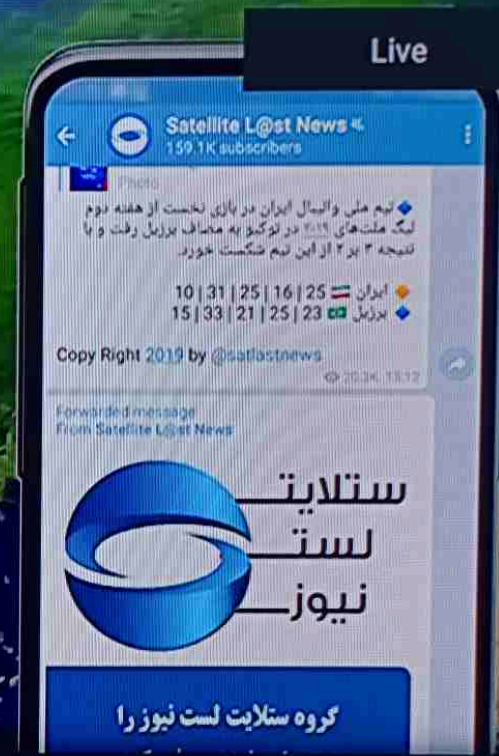 Live
Satellite L@st News
159.1K subscribers
Photo
تیم ملی والیبال ایران در بازی نخست از هفته دوم
لیگ ملت‌های ۲۰۱۹ در توکیو به مصاف برزیل رفت و با
نتیجه ۳ بر ۲ از این تیم شکست خورد.
ایران 25 | 16 | 25 | 31 | 10
برزیل 23 | 25 | 21 | 33 | 15
Copy Right 2019 by @satlastnews
20.3K 13:12
Forwarded message
From Satellite L@st News
ستلایت
لست
نیوز
گروه ستلایت لست نیوز را